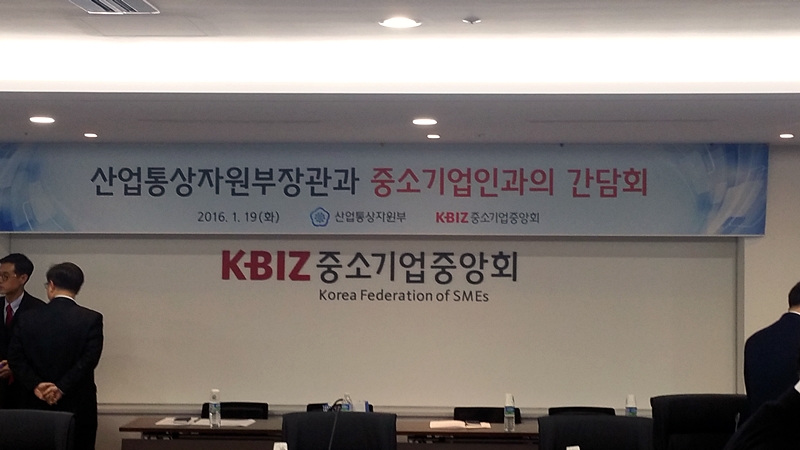 산업통상자원부장관과 중소기업인과의 간담회
2016. 1. 19(화) 산업통상자원부 K-BIZ 중소기업중앙회
K-BIZ 중소기업중앙회
Korea Federation of SMEs